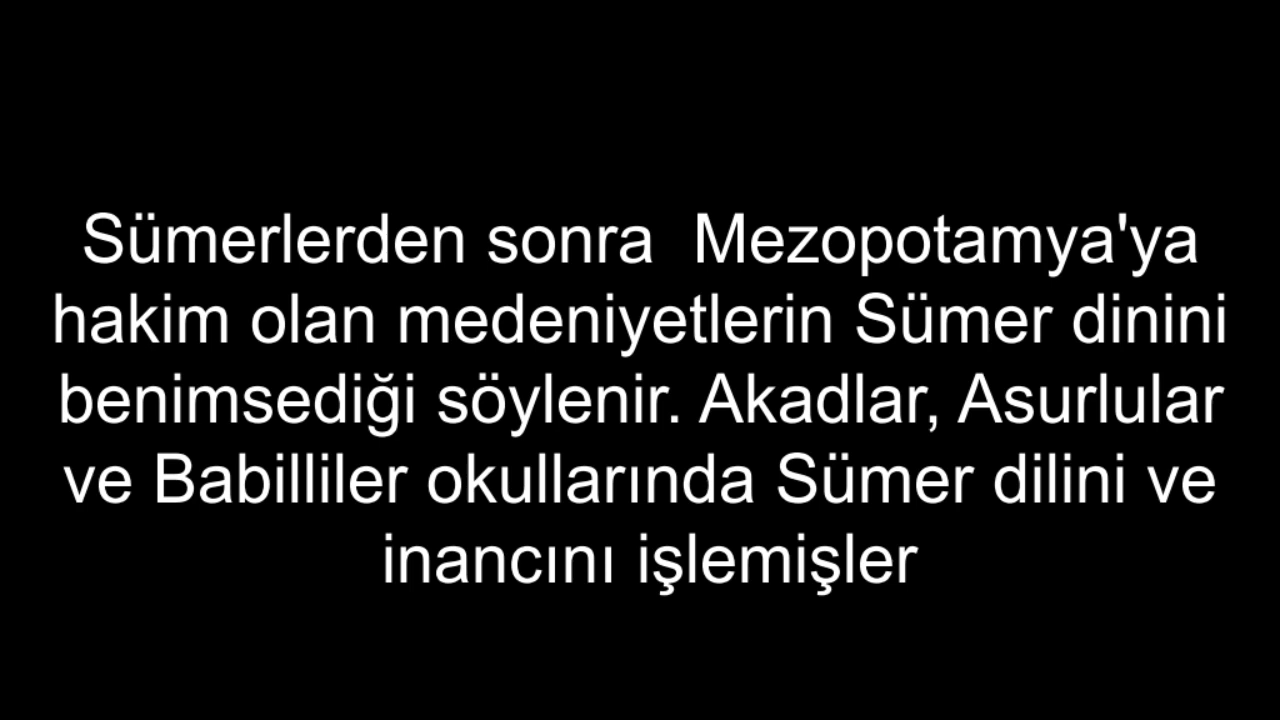 Sümerlerden sonra  Mezopotamya'ya
hakim olan medeniyetlerin Sümer dinini
benimsediği söylenir. Akadlar, Asurlular
ve Babilliler okullarında Sümer dilini ve
inancını işlemişler